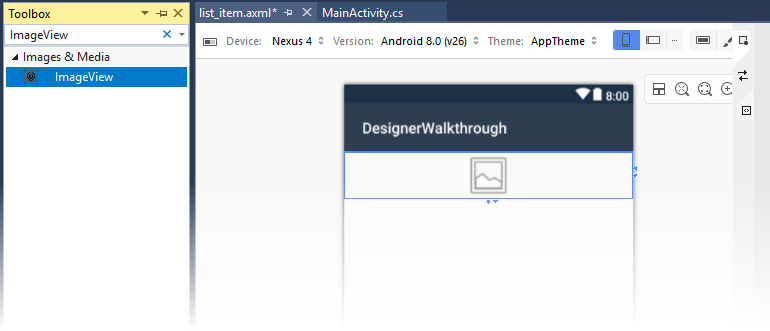 Toolbox
ImageView
Images & Media
ImageView
list_item.axml*
MainActivity.cs
Device: Nexus 4 Version: Android 8.0 (v26) Theme: AppTheme
8:00
DesignerWalkthrough